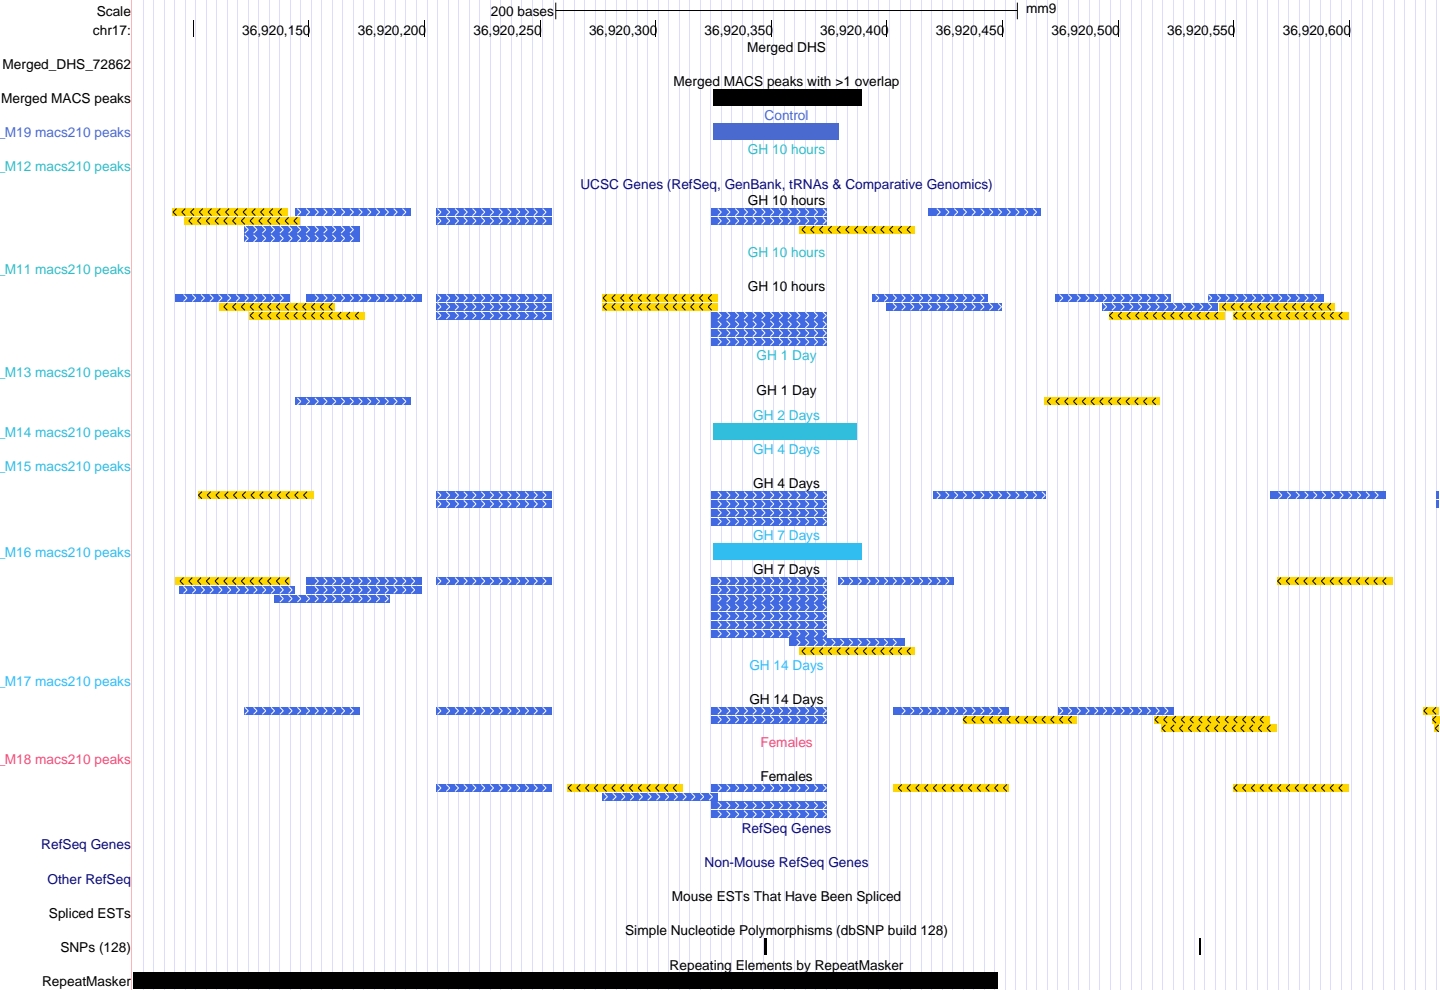 Scale 200 bases mm9
chr17: 36,920,150 36,920,200 36,920,250 36,920,300 36,920,350 36,920,400 36,920,450 36,920,500 36,920,550 36,920,600
Merged DHS
Merged_DHS_72862
Merged MACS peaks with >1 overlap
Merged MACS peaks
Control
_M19 macs210 peaks
GH 10 hours
_M12 macs210 peaks
UCSC Genes (RefSeq, GenBank, tRNAs & Comparative Genomics)
GH 10 hours
GH 10 hours
_M11 macs210 peaks
GH 10 hours
GH 1 Day
_M13 macs210 peaks
GH 1 Day
GH 2 Days
_M14 macs210 peaks
GH 4 Days
_M15 macs210 peaks
GH 4 Days
GH 7 Days
_M16 macs210 peaks
GH 7 Days
GH 14 Days
_M17 macs210 peaks
GH 14 Days
Females
_M18 macs210 peaks
Females
RefSeq Genes
RefSeq Genes
Non-Mouse RefSeq Genes
Other RefSeq
Mouse ESTs That Have Been Spliced
Spliced ESTs
Simple Nucleotide Polymorphisms (dbSNP build 128)
SNPs (128)
Repeating Elements by RepeatMasker
RepeatMasker